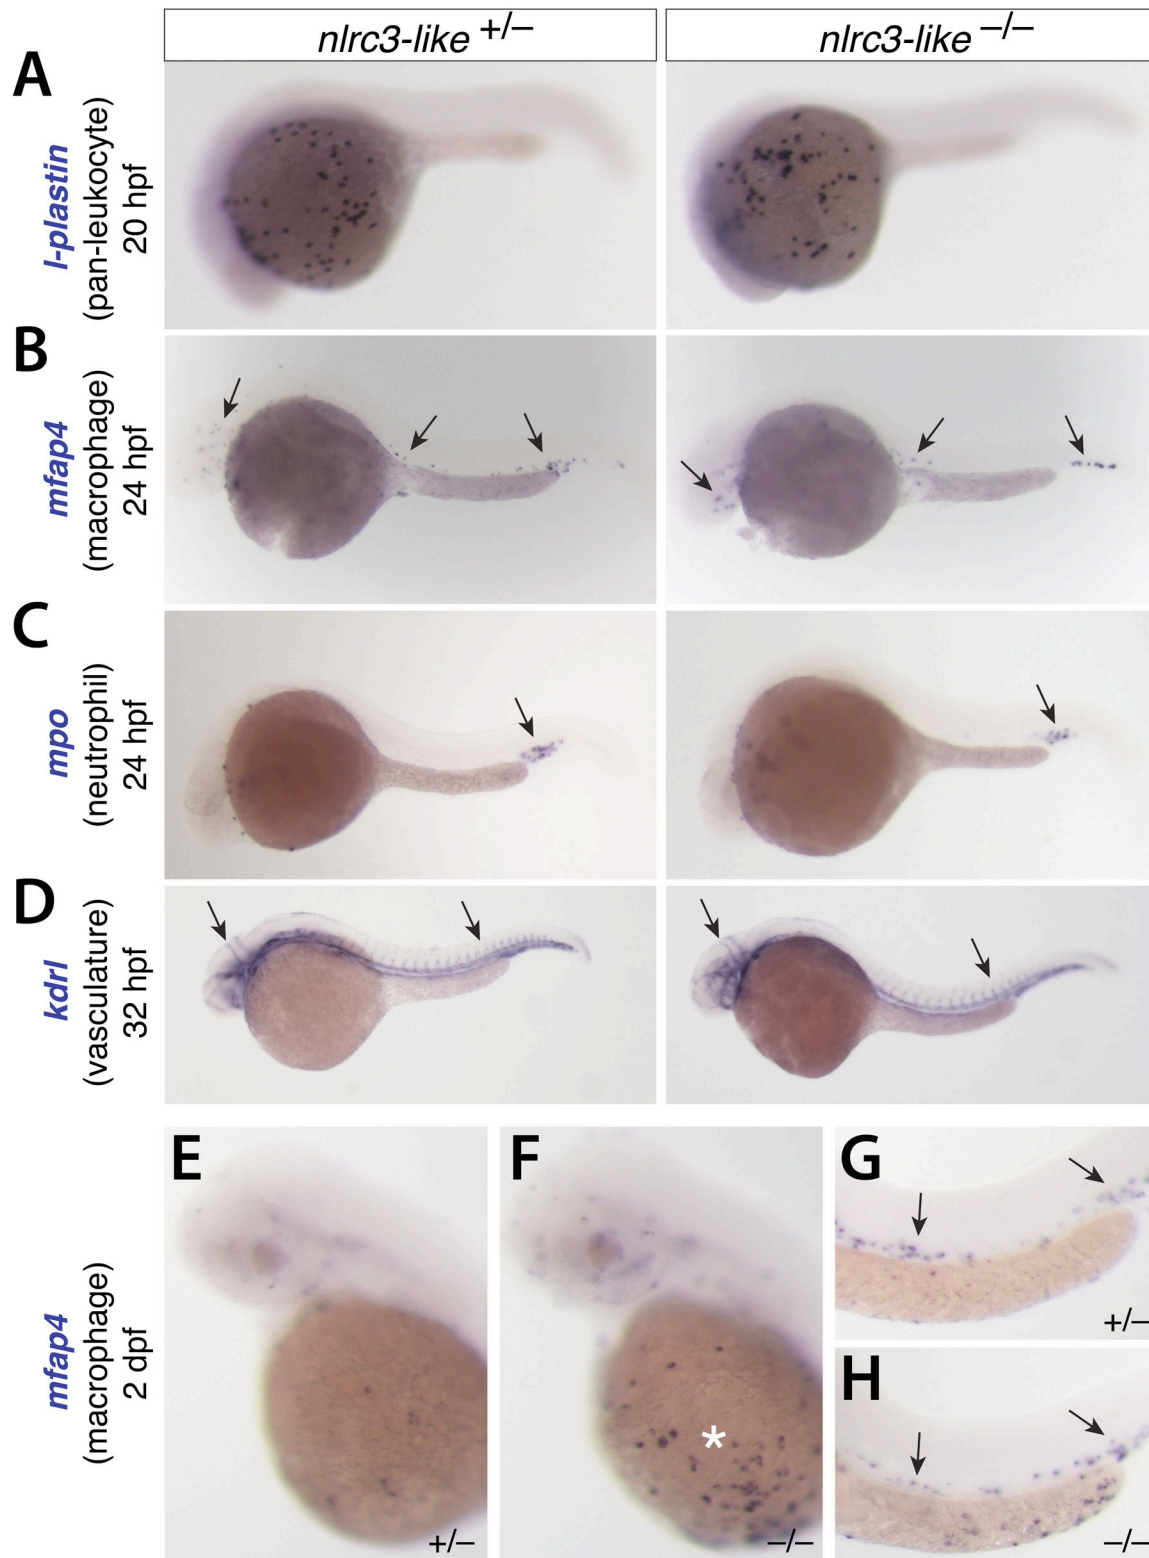 nlrc3-like +/–
nlrc3-like –/–
A
l-plastin
(pan-leukocyte)
20 hpf
B
mfap4
(macrophage)
24 hpf
C
mpo
(neutrophil)
24 hpf
D
kdrl
(vasculature)
32 hpf
mfap4
(macrophage)
2 dpf
E
+/–
F
*
–/–
G
+/–
H
–/–